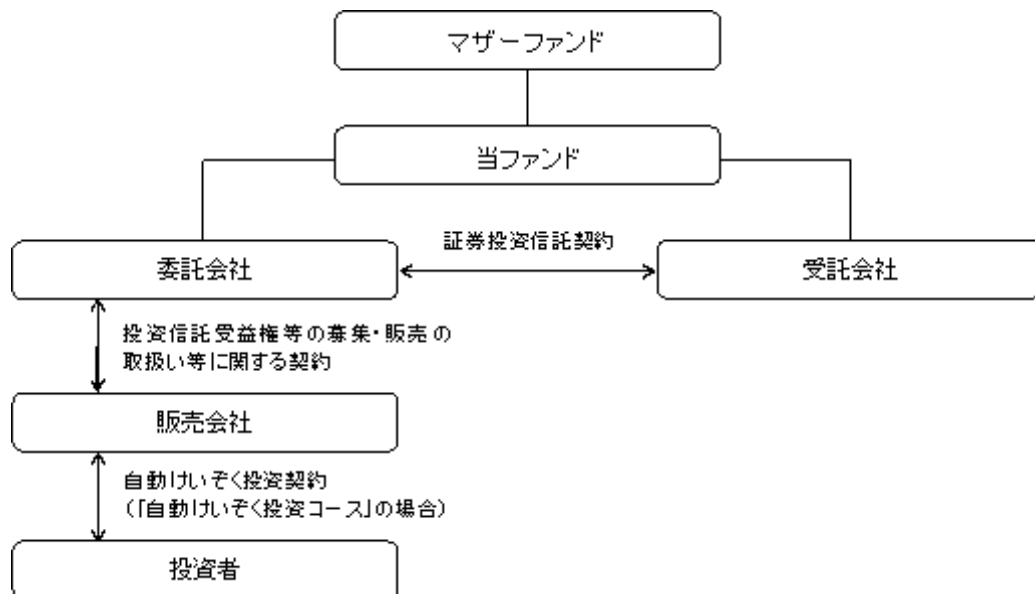 マザーファンド
当ファンド
証券投資信託契約
委託会社
受託会社
投資信託受益権等の募集・販売の
取扱い等に関する契約
販売会社
自動けいぞく投資契約
(「自動けいぞく投資コース」の場合)
投資者